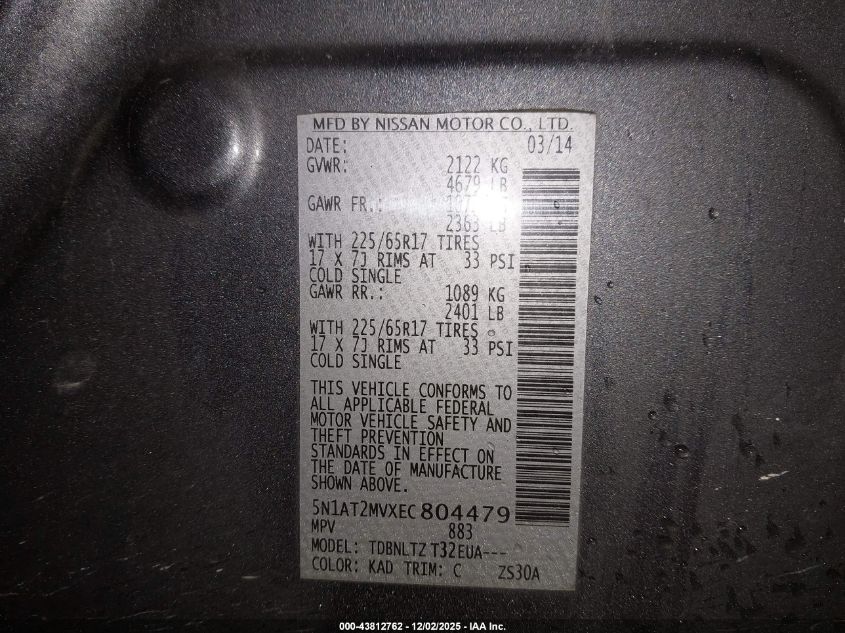 MFD BY NISSAN MOTOR CO., LTD.
DATE: 03/14
GVWR: 2122 KG
4679 LB
GAWR FR.: KG
2363 LB
WITH 225/65R17 TIRES
17 X 7J RIMS AT 33 PSI
COLD SINGLE
GAWR RR.: 1089 KG
2401 LB
WITH 225/65R17 TIRES
17 X 7J RIMS AT 33 PSI
COLD SINGLE
THIS VEHICLE CONFORMS TO
ALL APPLICABLE FEDERAL
MOTOR VEHICLE SAFETY AND
THEFT PREVENTION
STANDARDS IN EFFECT ON
THE DATE OF MANUFACTURE
SHOWN ABOVE.
5N1AT2MVXEC804479
MPV 883
MODEL: TDBNLTZ T32EUA---
COLOR: KAD TRIM: C ZS30A
000-43812762 - 12/02/2025 - IAA Inc.